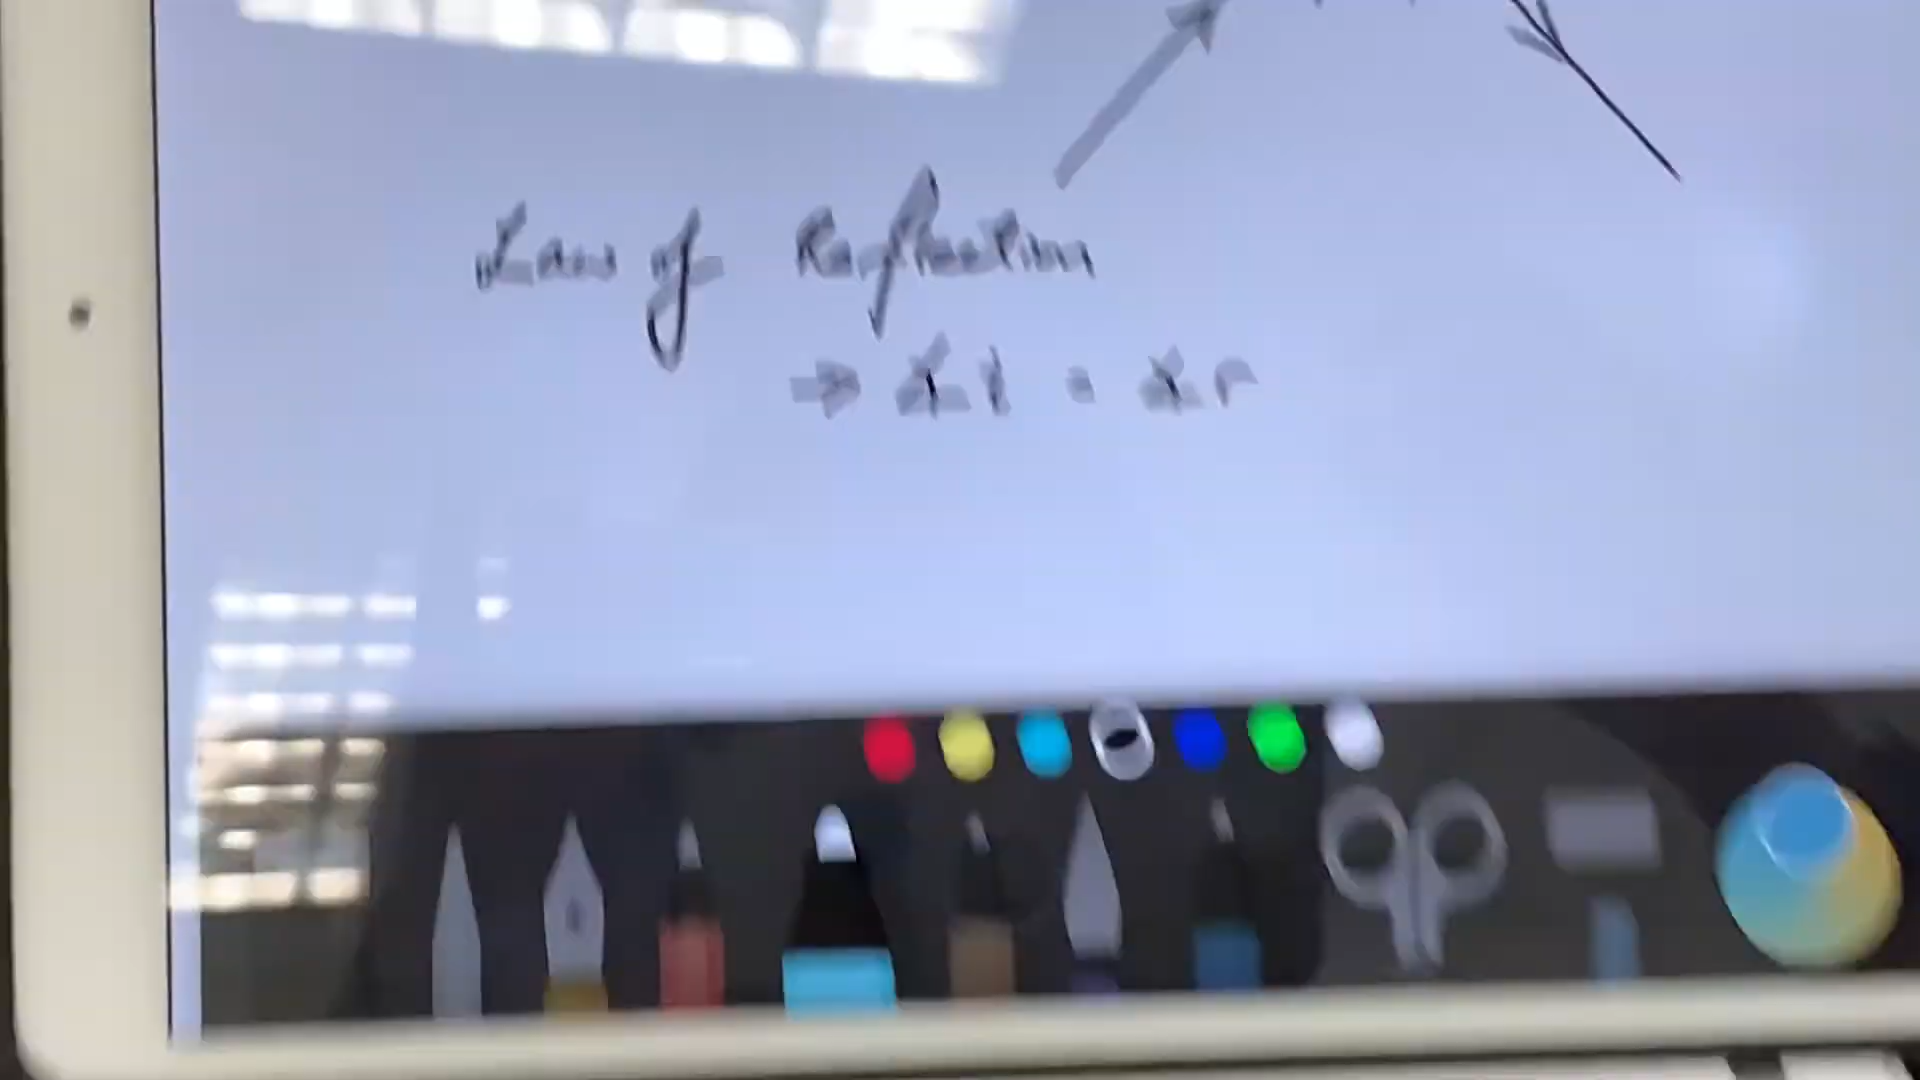 Law of Reflection
→ ∠i = ∠r